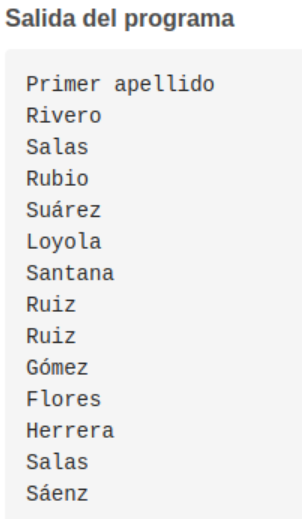 Salida del programa
Primer apellido
Rivero
Salas
Rubio
Suárez
Loyola
Santana
Ruiz
Ruiz
Gómez
Flores
Herrera
Salas
Sáenz